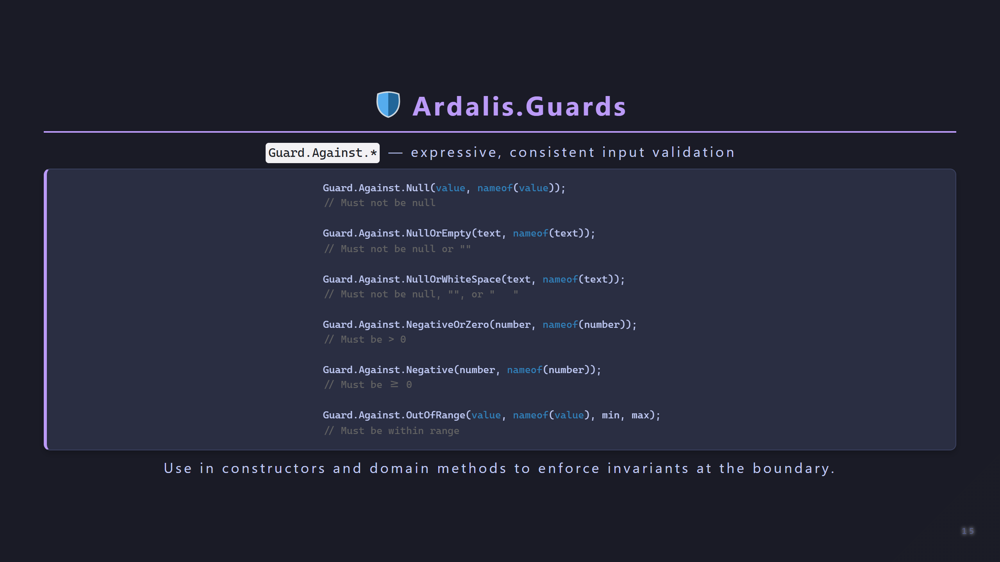 Ardalis.Guards
Guard.Against.* — expressive, consistent input validation
Guard.Against.Null(value, nameof(value));
// Must not be null
Guard.Against.NullOrEmpty(text, nameof(text));
// Must not be null or ""
Guard.Against.NullOrWhiteSpace(text, nameof(text));
// Must not be null, "", or "   "
Guard.Against.NegativeOrZero(number, nameof(number));
// Must be > 0
Guard.Against.Negative(number, nameof(number));
// Must be ≥ 0
Guard.Against.OutOfRange(value, nameof(value), min, max);
// Must be within range
Use in constructors and domain methods to enforce invariants at the boundary.
15